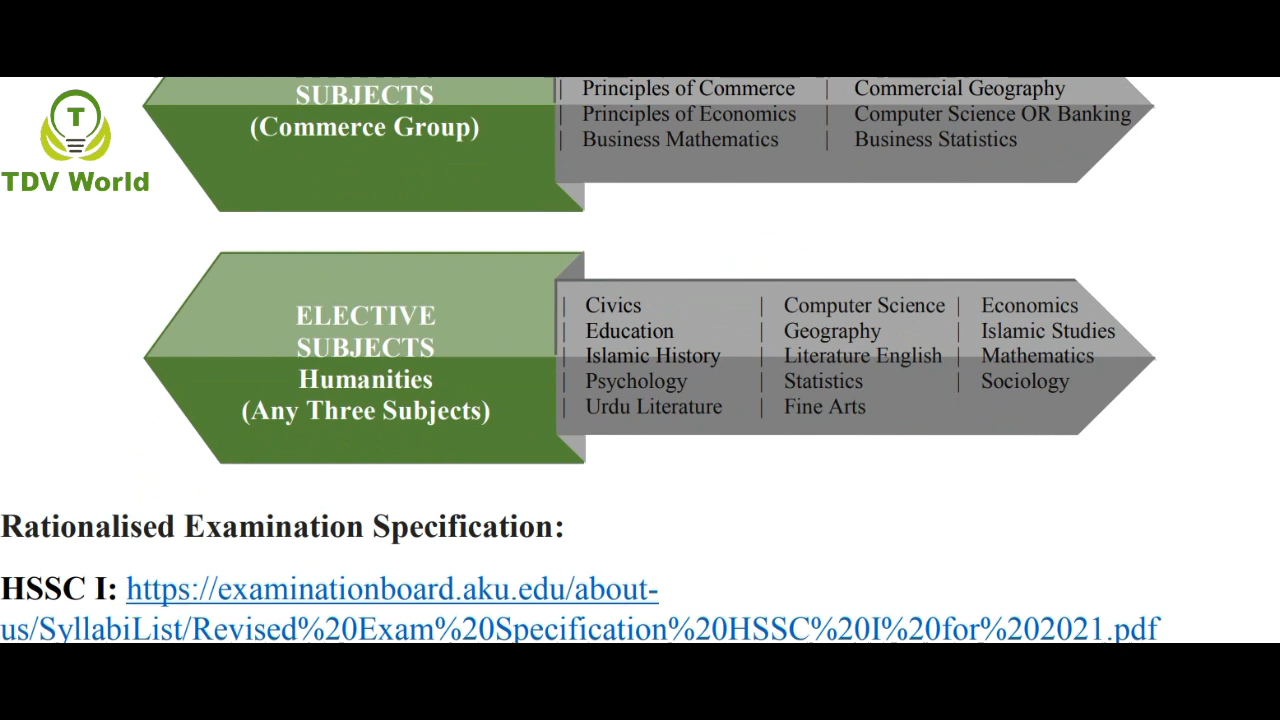 TDV World
SUBJECTS
(Commerce Group)
| Principles of Commerce | Commercial Geography
| Principles of Economics | Computer Science OR Banking
| Business Mathematics | Business Statistics
ELECTIVE
SUBJECTS
Humanities
(Any Three Subjects)
| Civics | Computer Science | Economics
| Education | Geography | Islamic Studies
| Islamic History | Literature English | Mathematics
| Psychology | Statistics | Sociology
| Urdu Literature | Fine Arts
Rationalised Examination Specification:
HSSC I: https://examinationboard.aku.edu/about-
us/SyllabiList/Revised%20Exam%20Specification%20HSSC%20I%20for%202021.pdf